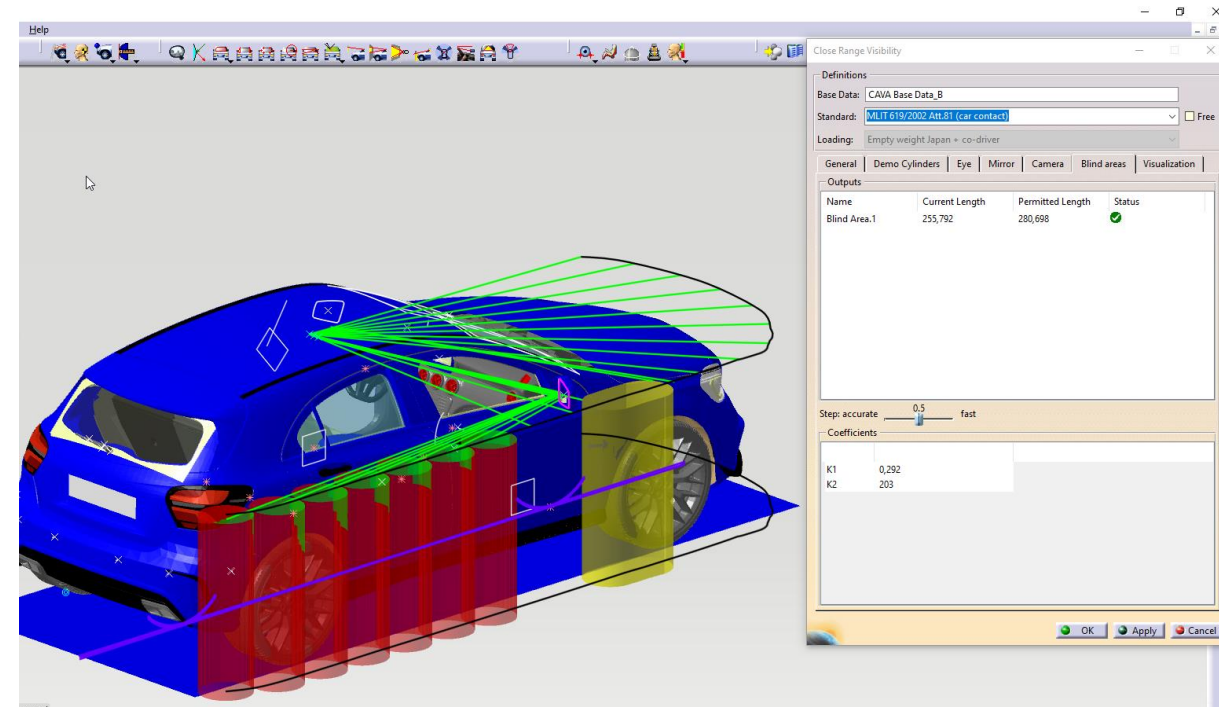 Help
Close Range Visibility
Definitions
Base Data: CAVA Base Data_B
Standard: MLIT 619/2002 Att.81 (car contact) Free
Loading: Empty weight Japan + co-driver
General Demo Cylinders Eye Mirror Camera Blind areas Visualization
Outputs
Name Current Length Permitted Length Status
Blind Area.1 255,792 280,698
Step: accurate 0.5 fast
Coefficients
K1 0,292
K2 203
OK Apply Cancel